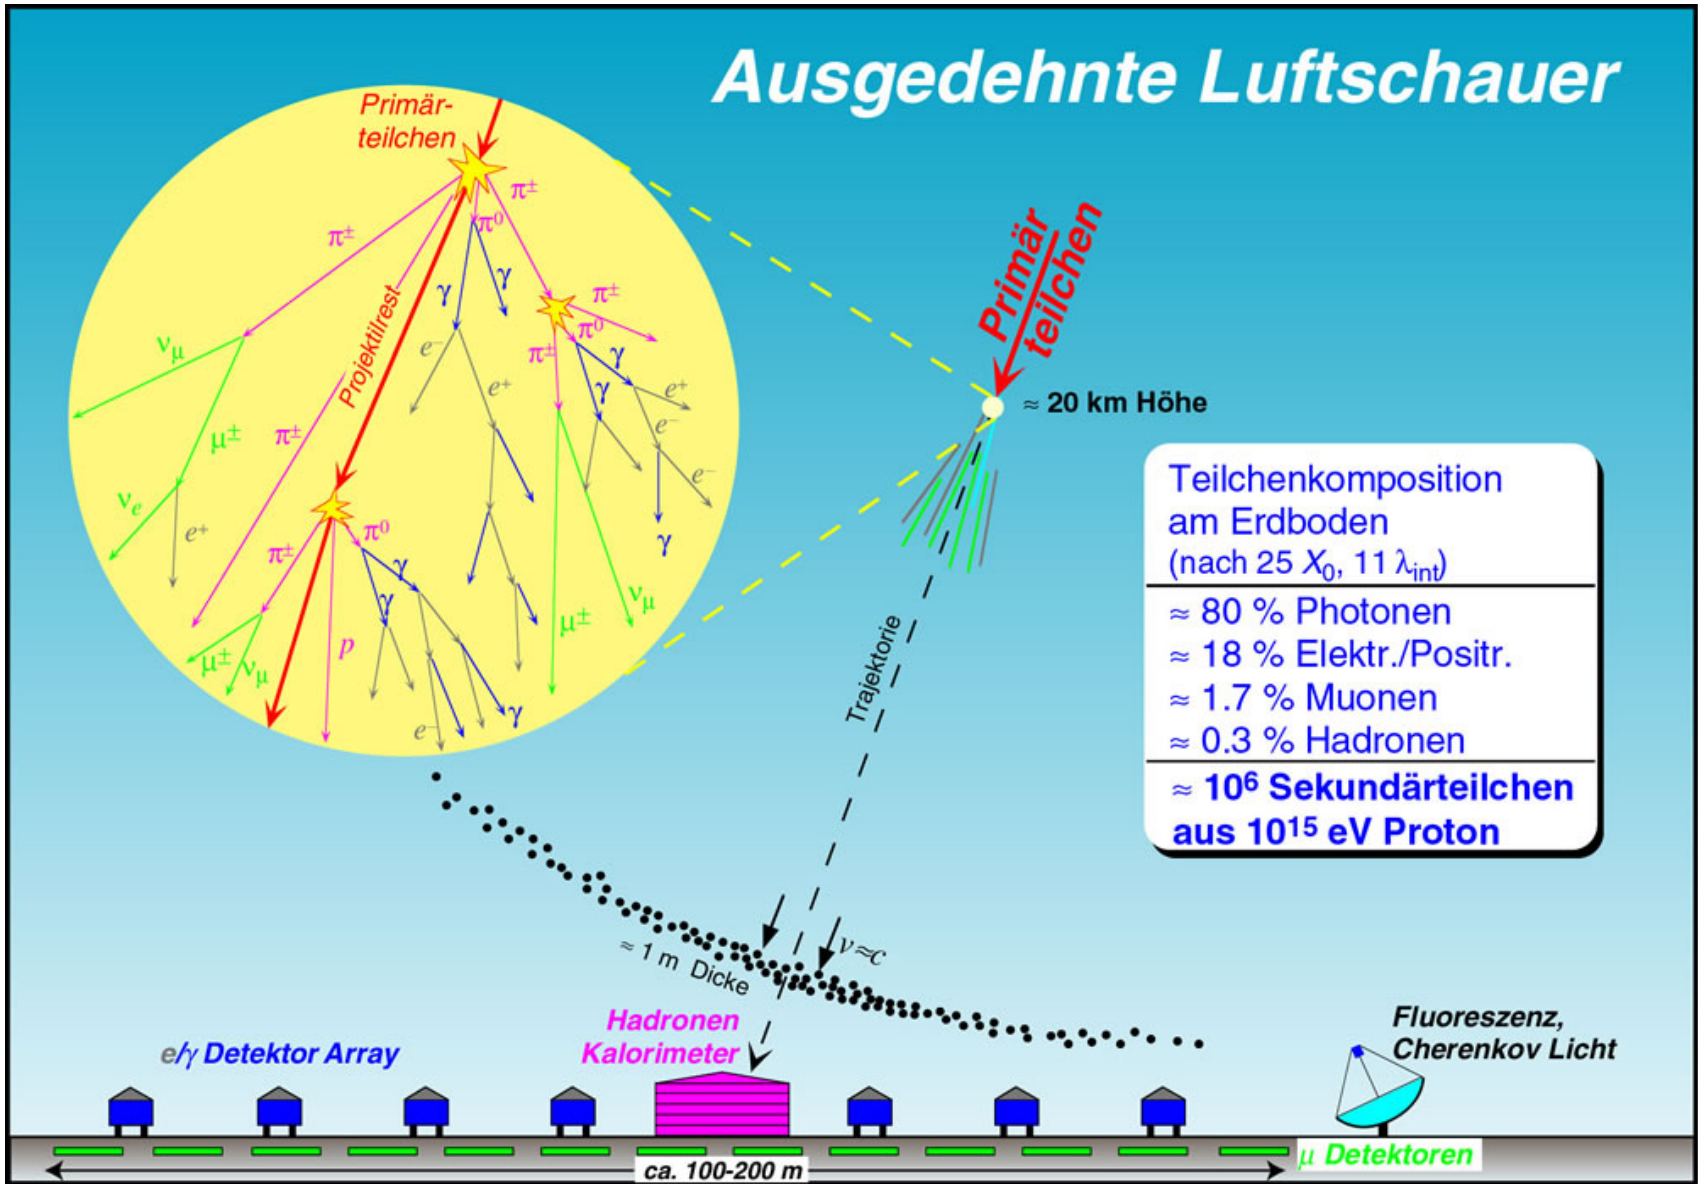 Ausgedehnte Luftschauer
Primär-
teilchen
π±
π⁰
π±
γ
γ
π±
π⁰
π±
Projektilrest
νμ
e⁻
e⁺
γ
γ
e⁺
e⁻
e⁻
μ±
π±
νe
e⁺
π±
π⁰
γ
γ
γ
νμ
μ±
μ±
νμ
p
e⁻
γ
Primär
teilchen
≈ 20 km Höhe
Trajektorie
Teilchenkomposition
am Erdboden
(nach 25 X₀, 11 λint)
≈ 80 % Photonen
≈ 18 % Elektr./Positr.
≈ 1.7 % Muonen
≈ 0.3 % Hadronen
≈ 10⁶ Sekundärteilchen
aus 10¹⁵ eV Proton
≈ 1 m Dicke
v≈c
e/γ Detektor Array
Hadronen
Kalorimeter
Fluoreszenz,
Cherenkov Licht
μ Detektoren
ca. 100-200 m